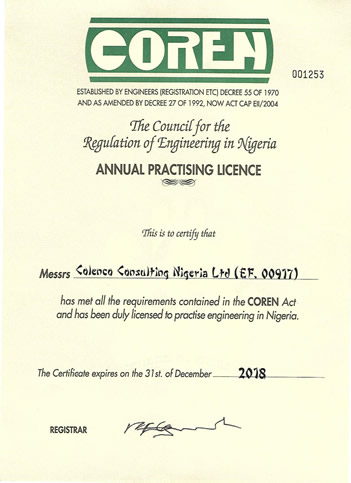 COREN
001253
ESTABLISHED BY ENGINEERS (REGISTRATION ETC) DECREE 55 OF 1970
AND AS AMENDED BY DECREE 27 OF 1992, NOW ACT CAP EII/2004
The Council for the
Regulation of Engineering in Nigeria
ANNUAL PRACTISING LICENCE
This is to certify that
Messrs Colenco Consulting Nigeria Ltd (EF. 00917)
has met all the requirements contained in the COREN Act
and has been duly licensed to practise engineering in Nigeria.
The Certificate expires on the 31st. of December 2018
REGISTRAR